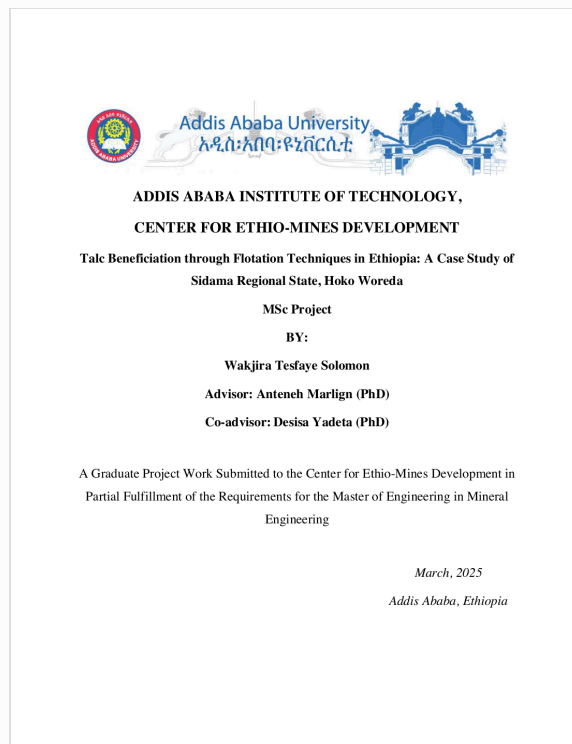 Addis Ababa University
አዲስ፡አበባ፡ዩኒቨርሲቲ
ADDIS ABABA UNIVERSITY
ADDIS ABABA INSTITUTE OF TECHNOLOGY,
CENTER FOR ETHIO-MINES DEVELOPMENT
Talc Beneficiation through Flotation Techniques in Ethiopia: A Case Study of
Sidama Regional State, Hoko Woreda
MSc Project
BY:
Wakjira Tesfaye Solomon
Advisor: Anteneh Marlign (PhD)
Co-advisor: Desisa Yadeta (PhD)
A Graduate Project Work Submitted to the Center for Ethio-Mines Development in
Partial Fulfillment of the Requirements for the Master of Engineering in Mineral
Engineering
March, 2025
Addis Ababa, Ethiopia